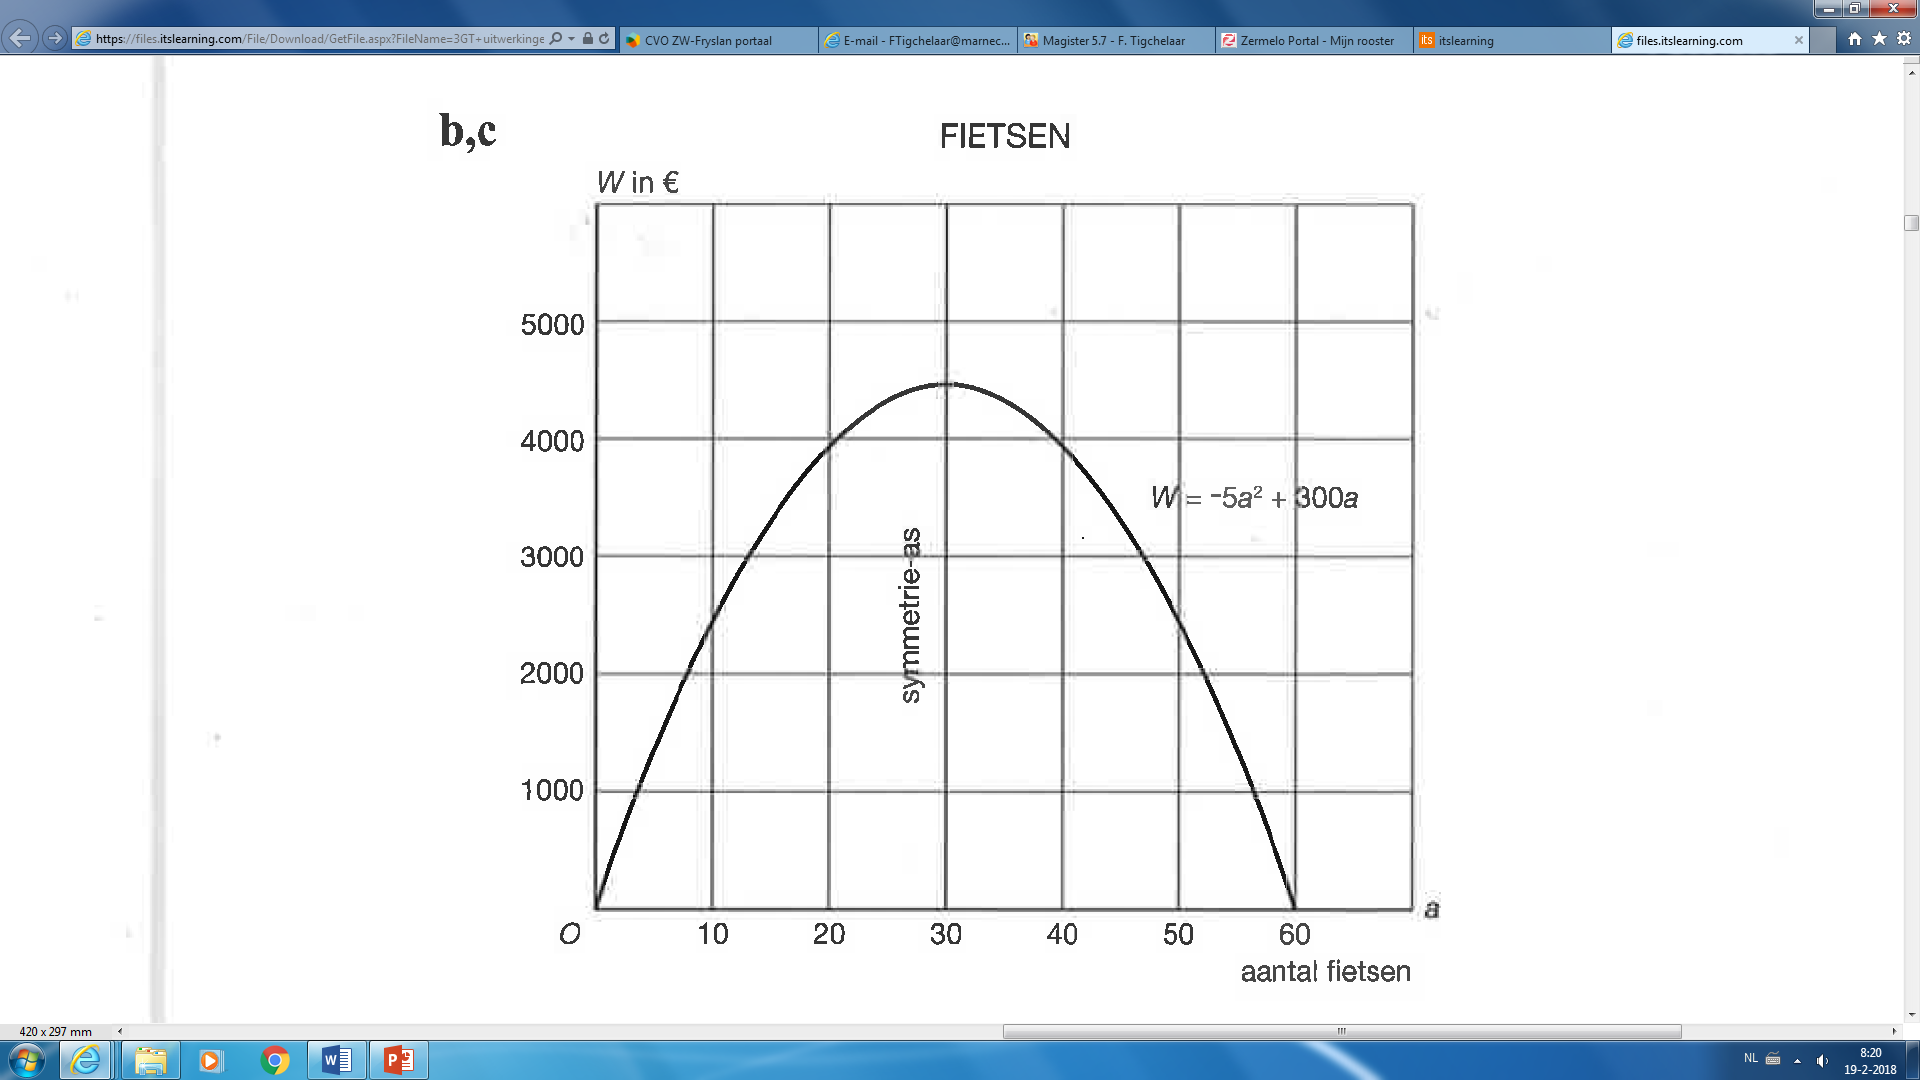 https://files.itslearning.com/File/Download/GetFile.aspx?FileName=3GT+uitwerkinge
CVO ZW-Fryslan portaal
E-mail - FTigchelaar@marnec...
Magister 5.7 - F. Tigchelaar
Zermelo Portal - Mijn rooster
its itslearning
files.itslearning.com
b,c
FIETSEN
W in €
5000
4000
W = -5a² + 300a
3000
symmetrie-as
2000
1000
a
O 10 20 30 40 50 60
aantal fietsen
420 x 297 mm
NL
8:20
19-2-2018